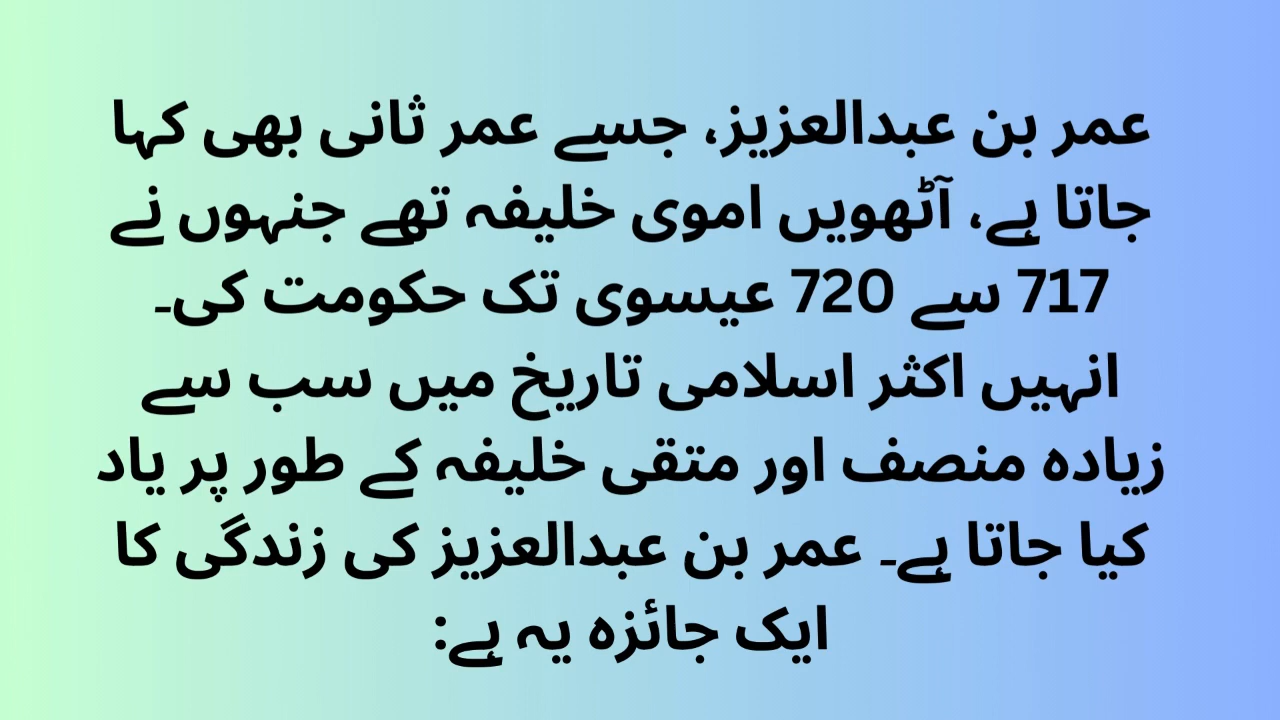 عمر بن عبدالعزیز، جسے عمر ثانی بھی کہا
جاتا ہے، آٹھویں اموی خلیفہ تھے جنہوں نے
717 سے 720 عیسوی تک حکومت کی۔
انہیں اکثر اسلامی تاریخ میں سب سے
زیادہ منصف اور متقی خلیفہ کے طور پر یاد
کیا جاتا ہے۔ عمر بن عبدالعزیز کی زندگی کا
ایک جائزہ یہ ہے: